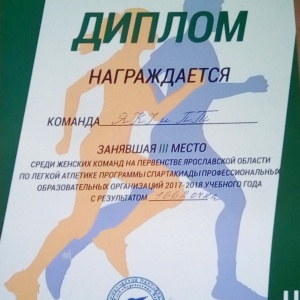 ДИПЛОМ
НАГРАЖДАЕТСЯ
КОМАНДА
ЗАНЯВШАЯ III МЕСТО
СРЕДИ ЖЕНСКИХ КОМАНД НА ПЕРВЕНСТВЕ ЯРОСЛАВСКОЙ ОБЛАСТИ
ПО ЛЕГКОЙ АТЛЕТИКЕ ПРОГРАММЫ СПАРТАКИАДЫ ПРОФЕССИОНАЛЬНЫХ
ОБРАЗОВАТЕЛЬНЫХ ОРГАНИЗАЦИЙ 2017-2018 УЧЕБНОГО ГОДА
С РЕЗУЛЬТАТОМ